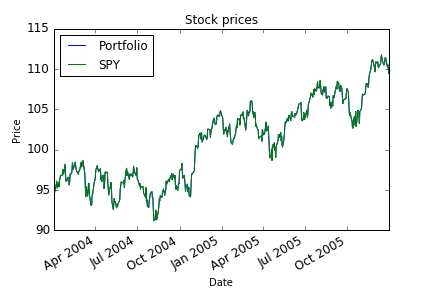 Stock prices
Portfolio
SPY
115
110
105
100
95
90
Price
Apr 2004
Jul 2004
Oct 2004
Jan 2005
Apr 2005
Jul 2005
Oct 2005
Date